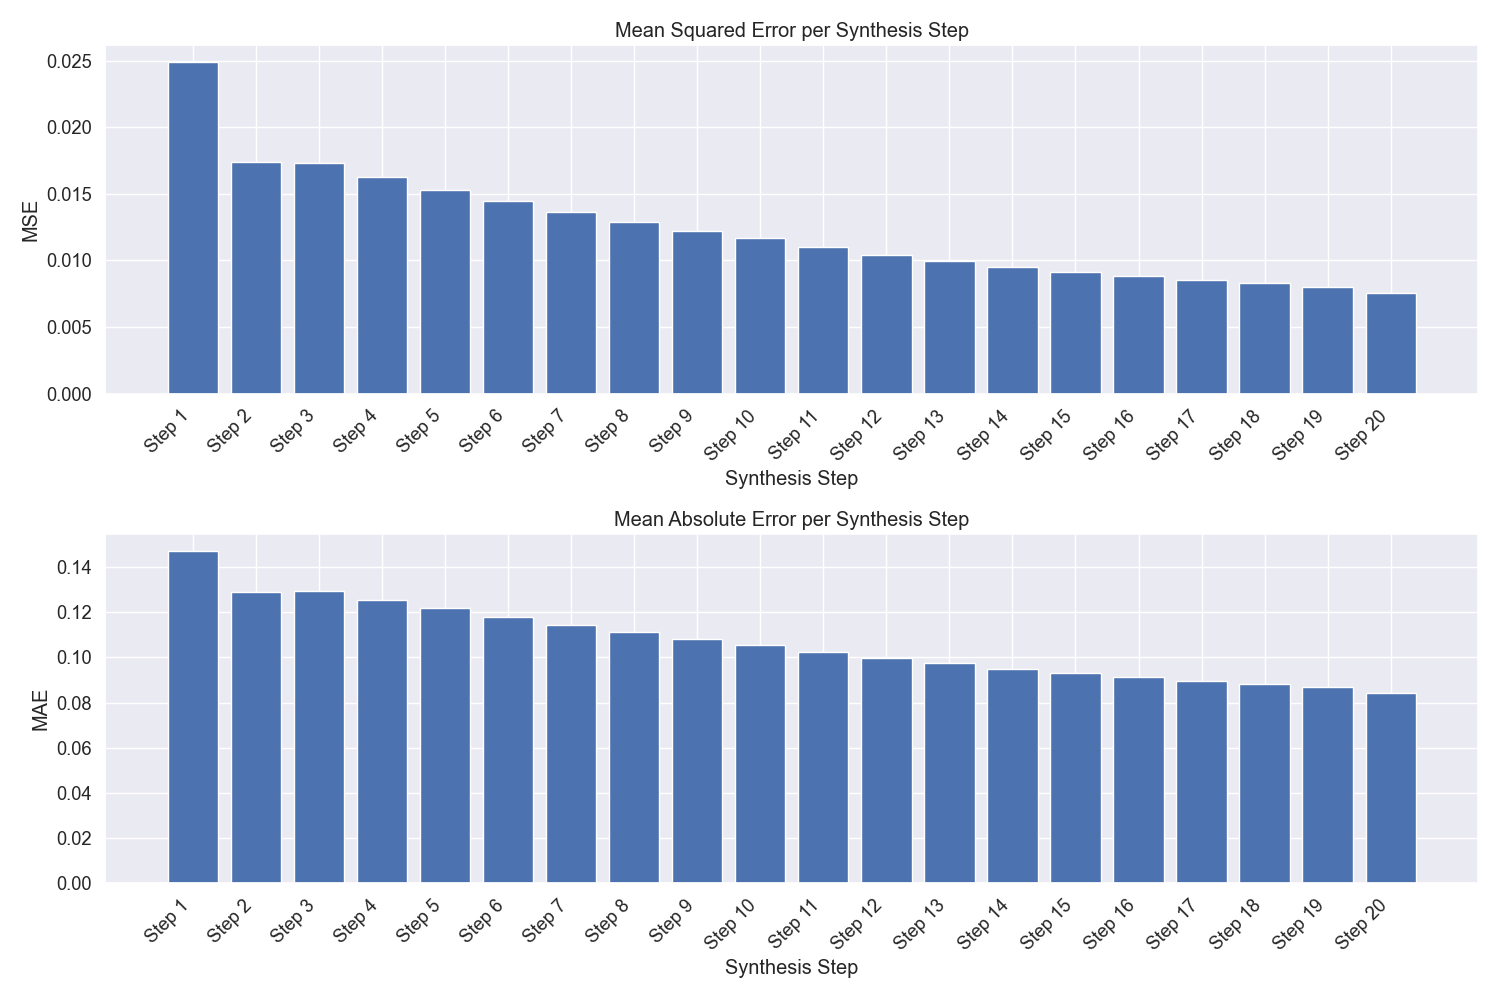 Mean Squared Error per Synthesis Step
MSE
0.025
0.020
0.015
0.010
0.005
0.000
Step 1
Step 2
Step 3
Step 4
Step 5
Step 6
Step 7
Step 8
Step 9
Step 10
Step 11
Step 12
Step 13
Step 14
Step 15
Step 16
Step 17
Step 18
Step 19
Step 20
Synthesis Step
Mean Absolute Error per Synthesis Step
MAE
0.14
0.12
0.10
0.08
0.06
0.04
0.02
0.00
Step 1
Step 2
Step 3
Step 4
Step 5
Step 6
Step 7
Step 8
Step 9
Step 10
Step 11
Step 12
Step 13
Step 14
Step 15
Step 16
Step 17
Step 18
Step 19
Step 20
Synthesis Step